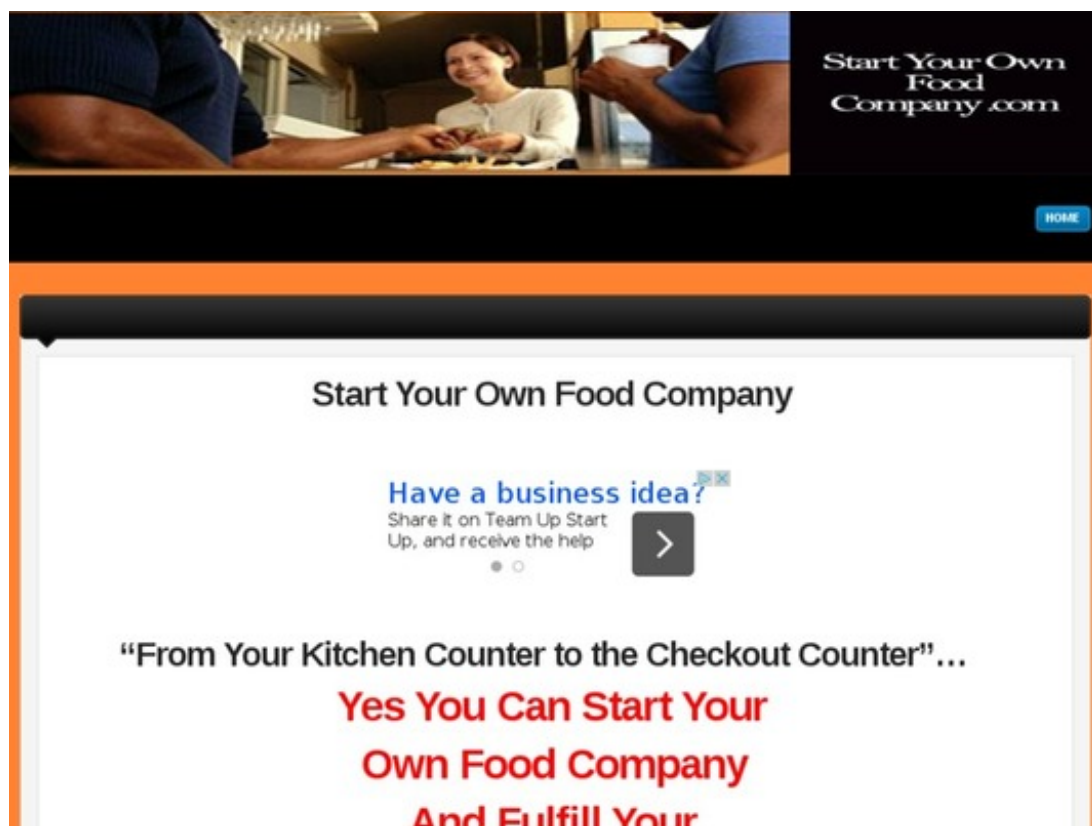 Start Your Own
Food
Company .com
HOME
Start Your Own Food Company
Have a business idea?
Share it on Team Up Start
Up, and receive the help
“From Your Kitchen Counter to the Checkout Counter”…
Yes You Can Start Your
Own Food Company
And Fulfill Your